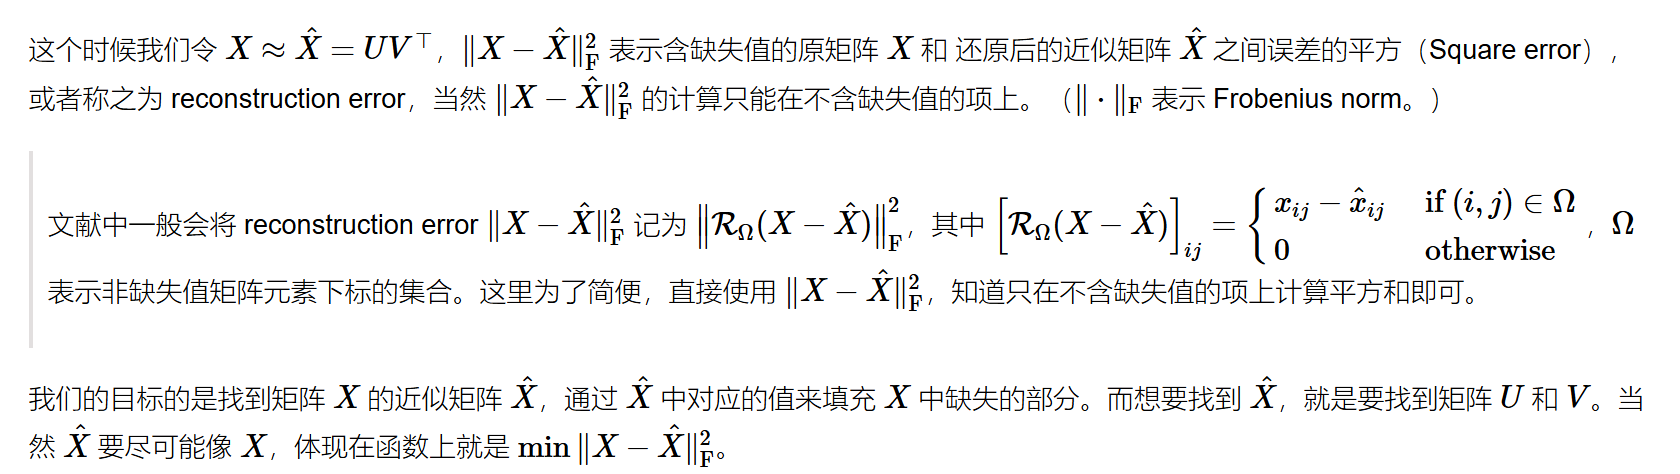 这个时候我们令 $X \approx \hat{X} = UV^\top$，$\|X - \hat{X}\|_{\mathrm{F}}^2$ 表示含缺失值的原矩阵 $X$ 和 还原后的近似矩阵 $\hat{X}$ 之间误差的平方（Square error），
或者称之为 reconstruction error，当然 $\|X - \hat{X}\|_{\mathrm{F}}^2$ 的计算只能在不含缺失值的项上。（$\|\cdot\|_{\mathrm{F}}$ 表示 Frobenius norm。）
文献中一般会将 reconstruction error $\|X - \hat{X}\|_{\mathrm{F}}^2$ 记为 $\left\|\mathcal{R}_\Omega(X - \hat{X})\right\|_{\mathrm{F}}^2$，其中 $\left[\mathcal{R}_\Omega(X - \hat{X})\right]_{ij} = \begin{cases} x_{ij} - \hat{x}_{ij} & \text{if } (i,j) \in \Omega \\ 0 & \text{otherwise} \end{cases}$，$\Omega$
表示非缺失值矩阵元素下标的集合。这里为了简便，直接使用 $\|X - \hat{X}\|_{\mathrm{F}}^2$，知道只在不含缺失值的项上计算平方和即可。
我们的目标的是找到矩阵 $X$ 的近似矩阵 $\hat{X}$，通过 $\hat{X}$ 中对应的值来填充 $X$ 中缺失的部分。而想要找到 $\hat{X}$，就是要找到矩阵 $U$ 和 $V$。当
然 $\hat{X}$ 要尽可能像 $X$，体现在函数上就是 $\min \|X - \hat{X}\|_{\mathrm{F}}^2$。